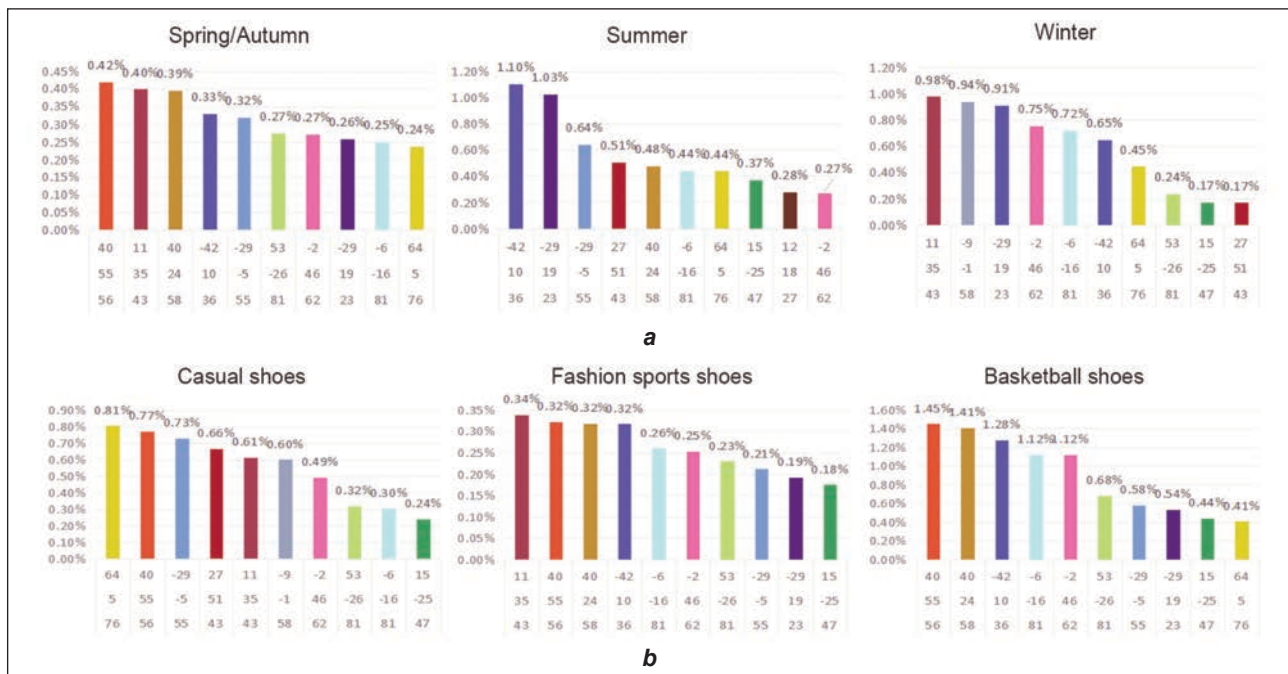 Spring/Autumn
0.45%
0.40%
0.35%
0.30%
0.25%
0.20%
0.15%
0.10%
0.05%
0.00%
0.42% 0.40% 0.39% 0.33% 0.32% 0.27% 0.27% 0.26% 0.25% 0.24%
40 11 40 -42 -29 53 -2 -29 -6 64
55 35 24 10 -5 -26 46 19 -16 5
56 43 58 36 55 81 62 23 81 76
Summer
1.20%
1.00%
0.80%
0.60%
0.40%
0.20%
0.00%
1.10% 1.03% 0.64% 0.51% 0.48% 0.44% 0.44% 0.37% 0.28% 0.27%
-42 -29 -29 27 40 -6 64 15 12 -2
10 19 -5 51 24 -16 5 -25 18 46
36 23 55 43 58 81 76 47 27 62
Winter
1.20%
1.00%
0.80%
0.60%
0.40%
0.20%
0.00%
0.98% 0.94% 0.91% 0.75% 0.72% 0.65% 0.45% 0.24% 0.17% 0.17%
11 -9 -29 -2 -6 -42 64 53 15 27
35 -1 19 46 -16 10 5 -26 -25 51
43 58 23 62 81 36 76 81 47 43
a
Casual shoes
0.90%
0.80%
0.70%
0.60%
0.50%
0.40%
0.30%
0.20%
0.10%
0.00%
0.81% 0.77% 0.73% 0.66% 0.61% 0.60% 0.49% 0.32% 0.30% 0.24%
64 40 -29 27 11 -9 -2 53 -6 15
5 55 -5 51 35 -1 46 -26 -16 -25
76 56 55 43 43 58 62 81 81 47
Fashion sports shoes
0.35%
0.30%
0.25%
0.20%
0.15%
0.10%
0.05%
0.00%
0.34% 0.32% 0.32% 0.32% 0.26% 0.25% 0.23% 0.21% 0.19% 0.18%
11 40 40 -42 -6 -2 53 -29 -29 15
35 55 24 10 -16 46 -26 -5 19 -25
43 56 58 36 81 62 81 55 23 47
Basketball shoes
1.60%
1.40%
1.20%
1.00%
0.80%
0.60%
0.40%
0.20%
0.00%
1.45% 1.41% 1.28% 1.12% 1.12% 0.68% 0.58% 0.54% 0.44% 0.41%
40 40 -42 -6 -2 53 -29 -29 15 64
55 24 10 -16 46 -26 -5 19 -25 5
56 58 36 81 62 81 55 23 47 76
b